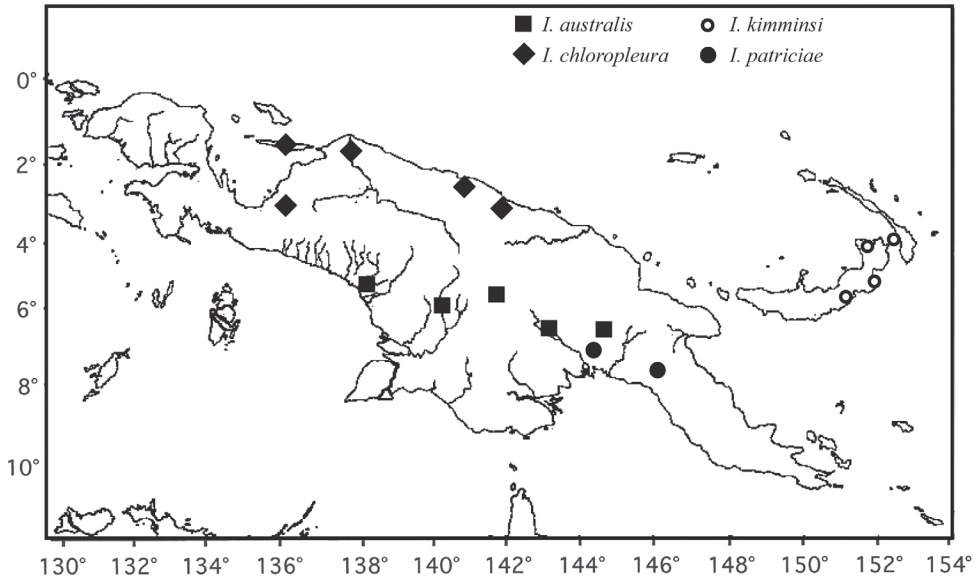 I. australis
I. kimminsi
I. chloropleura
I. patriciae
0°
2°
4°
6°
8°
10°
130° 132° 134° 136° 138° 140° 142° 144° 146° 148° 150° 152° 154°